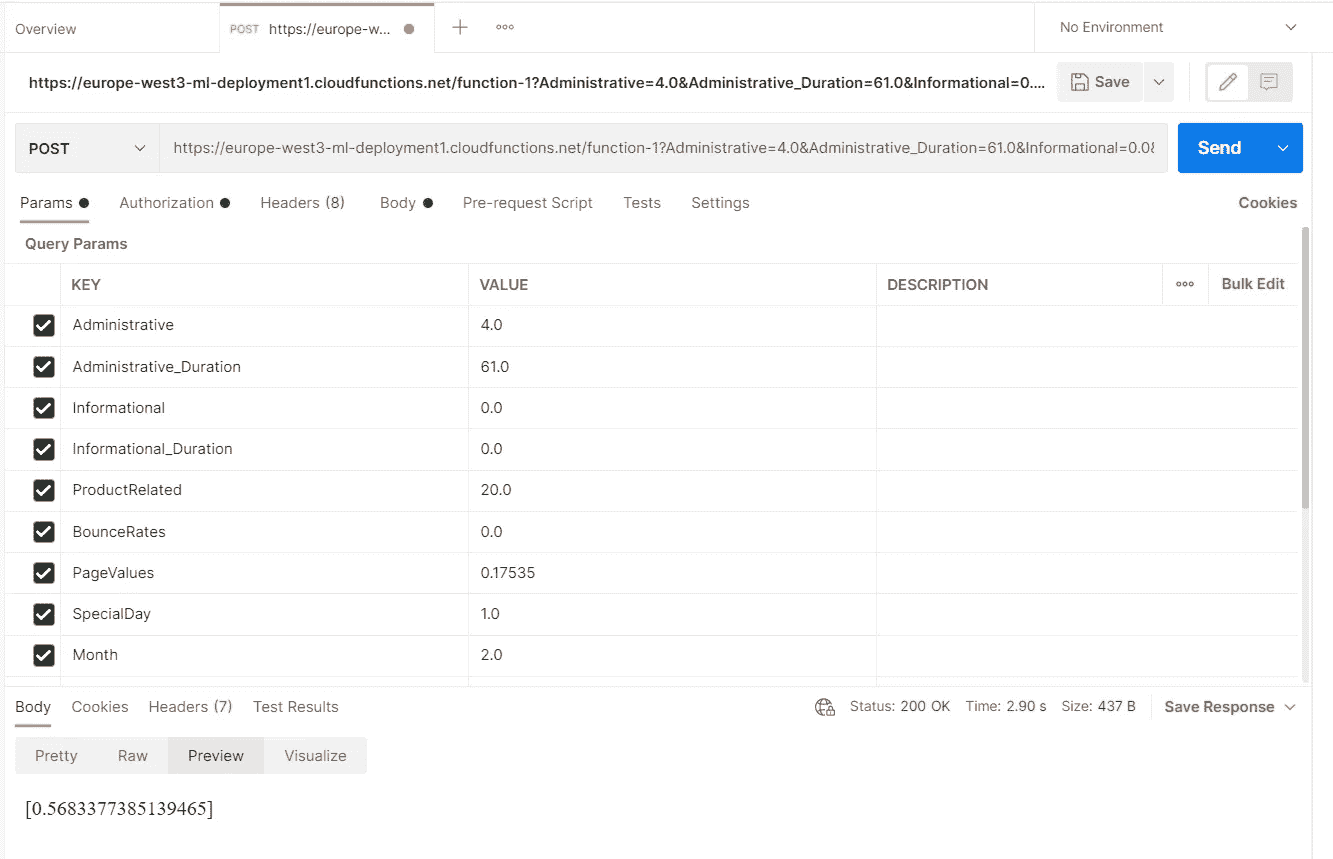 Overview POST https://europe-w... No Environment
https://europe-west3-ml-deployment1.cloudfunctions.net/function-1?Administrative=4.0&Administrative_Duration=61.0&Informational=0.... Save
POST https://europe-west3-ml-deployment1.cloudfunctions.net/function-1?Administrative=4.0&Administrative_Duration=61.0&Informational=0.0& Send
Params Authorization Headers (8) Body Pre-request Script Tests Settings Cookies
Query Params
KEY VALUE DESCRIPTION Bulk Edit
Administrative 4.0
Administrative_Duration 61.0
Informational 0.0
Informational_Duration 0.0
ProductRelated 20.0
BounceRates 0.0
PageValues 0.17535
SpecialDay 1.0
Month 2.0
Body Cookies Headers (7) Test Results Status: 200 OK Time: 2.90 s Size: 437 B Save Response
Pretty Raw Preview Visualize
[0.5683377385139465]